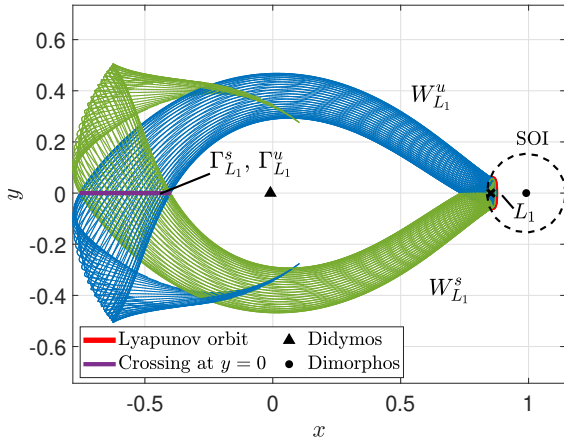 0.6
0.4
0.2
0
-0.2
-0.4
-0.6
y
W^u_{L_1}
SOI
Γ^s_{L_1}, Γ^u_{L_1}
L_1
W^s_{L_1}
Lyapunov orbit
Didymos
Crossing at y = 0
Dimorphos
-0.5
0
0.5
1
x